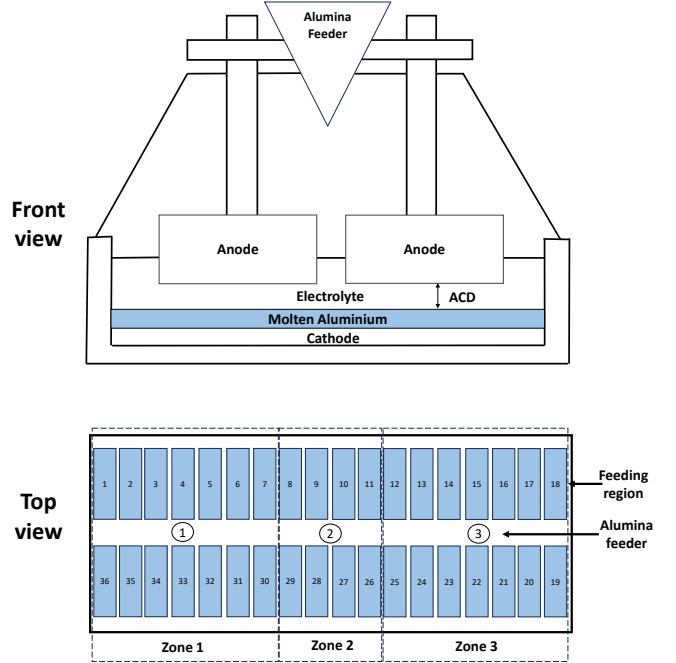 Alumina
Feeder
Front
view
Anode
Anode
Electrolyte
ACD
Molten Aluminium
Cathode
1 2 3 4 5 6 7 8 9 10 11 12 13 14 15 16 17 18
Feeding
region
Top
view
1 2 3
Alumina
feeder
36 35 34 33 32 31 30 29 28 27 26 25 24 23 22 21 20 19
Zone 1 Zone 2 Zone 3